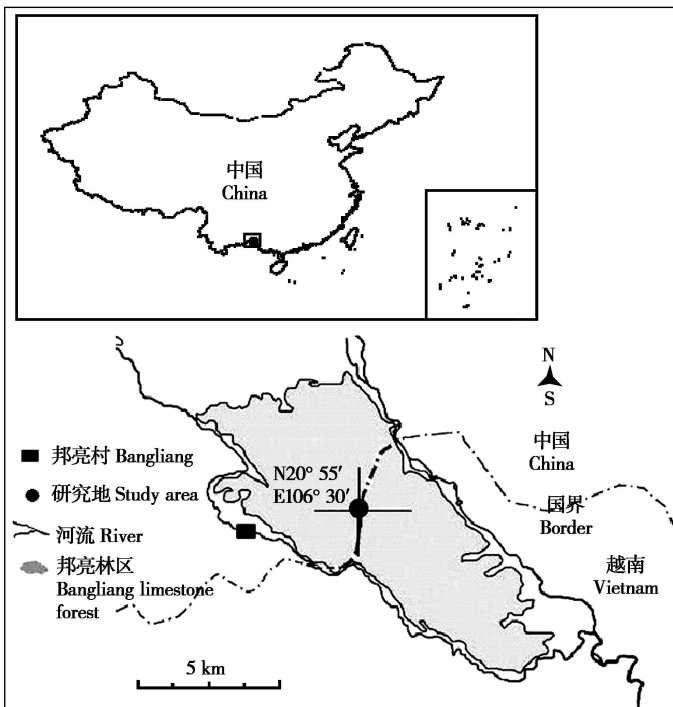 中国
China
N
S
邦亮村 Bangliang
研究地 Study area
河流 River
邦亮林区
Bangliang limestone
forest
N20° 55′
E106° 30′
中国
China
国界
Border
越南
Vietnam
5 km